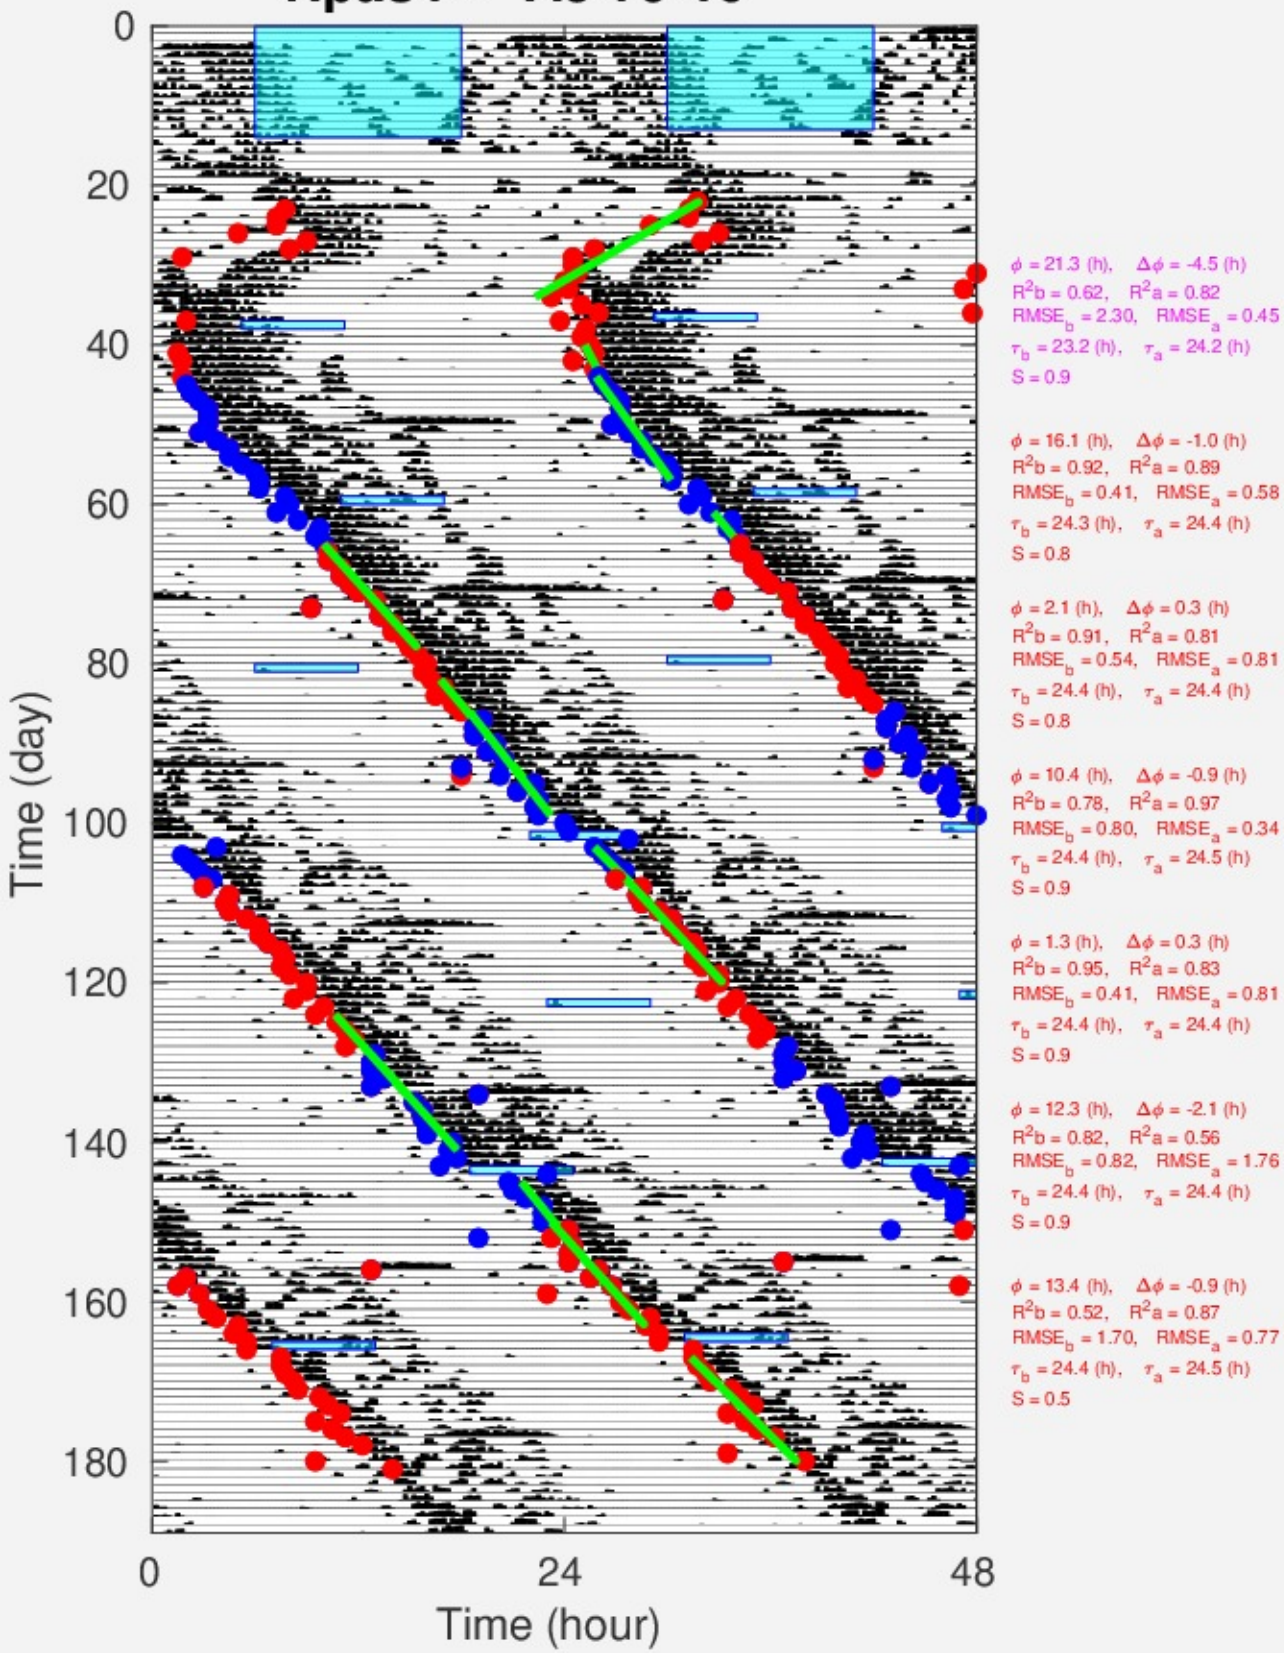 0
20
40
60
80
100
120
140
160
180
Time (day)
0 24 48
Time (hour)
ϕ = 21.3 (h), Δϕ = -4.5 (h)
R²b = 0.62, R²a = 0.82
RMSE_b = 2.30, RMSE_a = 0.45
τ_b = 23.2 (h), τ_a = 24.2 (h)
S = 0.9
ϕ = 16.1 (h), Δϕ = -1.0 (h)
R²b = 0.92, R²a = 0.89
RMSE_b = 0.41, RMSE_a = 0.58
τ_b = 24.3 (h), τ_a = 24.4 (h)
S = 0.8
ϕ = 2.1 (h), Δϕ = 0.3 (h)
R²b = 0.91, R²a = 0.81
RMSE_b = 0.54, RMSE_a = 0.81
τ_b = 24.4 (h), τ_a = 24.4 (h)
S = 0.8
ϕ = 10.4 (h), Δϕ = -0.9 (h)
R²b = 0.78, R²a = 0.97
RMSE_b = 0.80, RMSE_a = 0.34
τ_b = 24.4 (h), τ_a = 24.5 (h)
S = 0.9
ϕ = 1.3 (h), Δϕ = 0.3 (h)
R²b = 0.95, R²a = 0.83
RMSE_b = 0.41, RMSE_a = 0.81
τ_b = 24.4 (h), τ_a = 24.4 (h)
S = 0.9
ϕ = 12.3 (h), Δϕ = -2.1 (h)
R²b = 0.82, R²a = 0.56
RMSE_b = 0.82, RMSE_a = 1.76
τ_b = 24.4 (h), τ_a = 24.4 (h)
S = 0.9
ϕ = 13.4 (h), Δϕ = -0.9 (h)
R²b = 0.52, R²a = 0.87
RMSE_b = 1.70, RMSE_a = 0.77
τ_b = 24.4 (h), τ_a = 24.5 (h)
S = 0.5